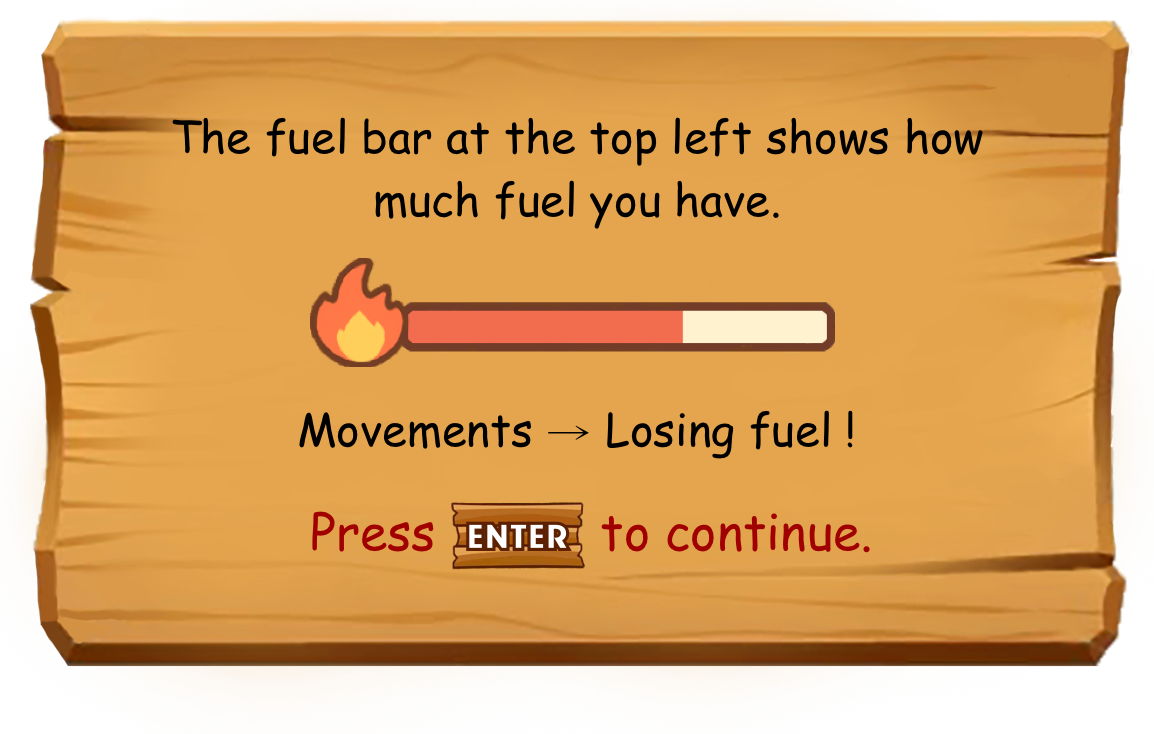 The fuel bar at the top left shows how
much fuel you have.
Movements → Losing fuel !
Press ENTER to continue.